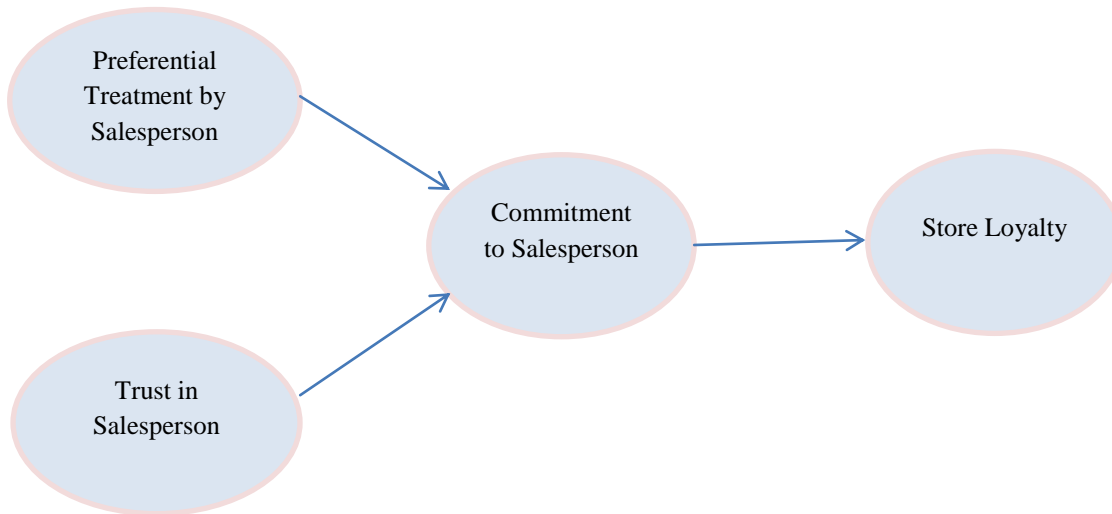 Preferential
Treatment by
Salesperson
Commitment
to Salesperson
Store Loyalty
Trust in
Salesperson